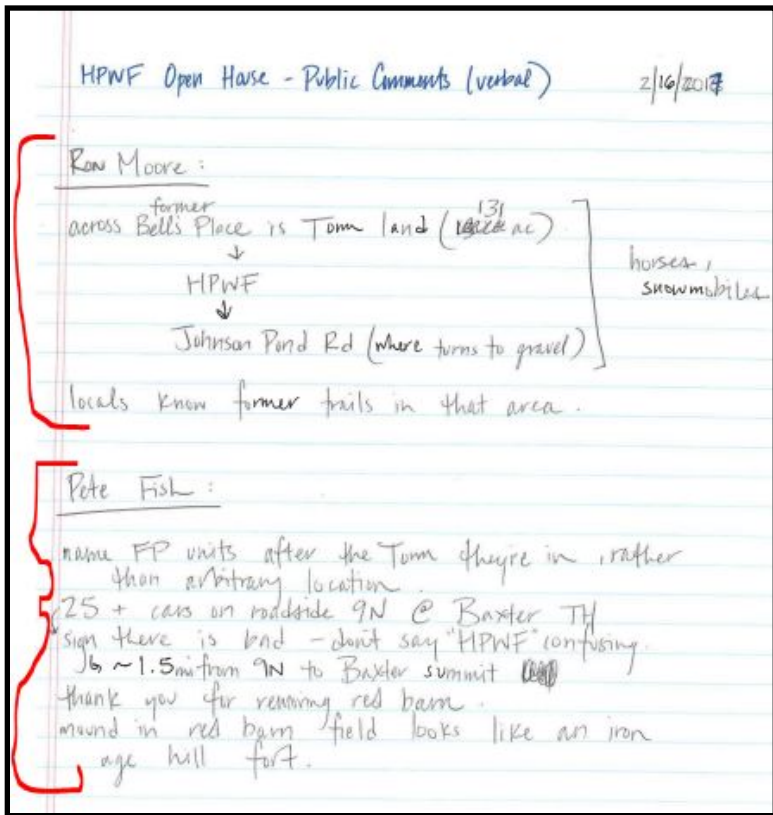 HPWF Open House - Public Comments (verbal) 2/16/2017
Ron Moore :
former
across Bell's Place is Town land (131 ac)
↓
HPWF
↓
Johnson Pond Rd (where turns to gravel)
horses,
snowmobiles
locals know former trails in that area.
Pete Fish :
name FP units after the Town they're in, rather
than arbitrary location.
25 + cars on roadside 9N @ Baxter TH
sign there is bad - don't say "HPWF" confusing.
~1.5mi from 9N to Baxter summit
thank you for removing red barn.
mound in red barn field looks like an iron
age hill fort.